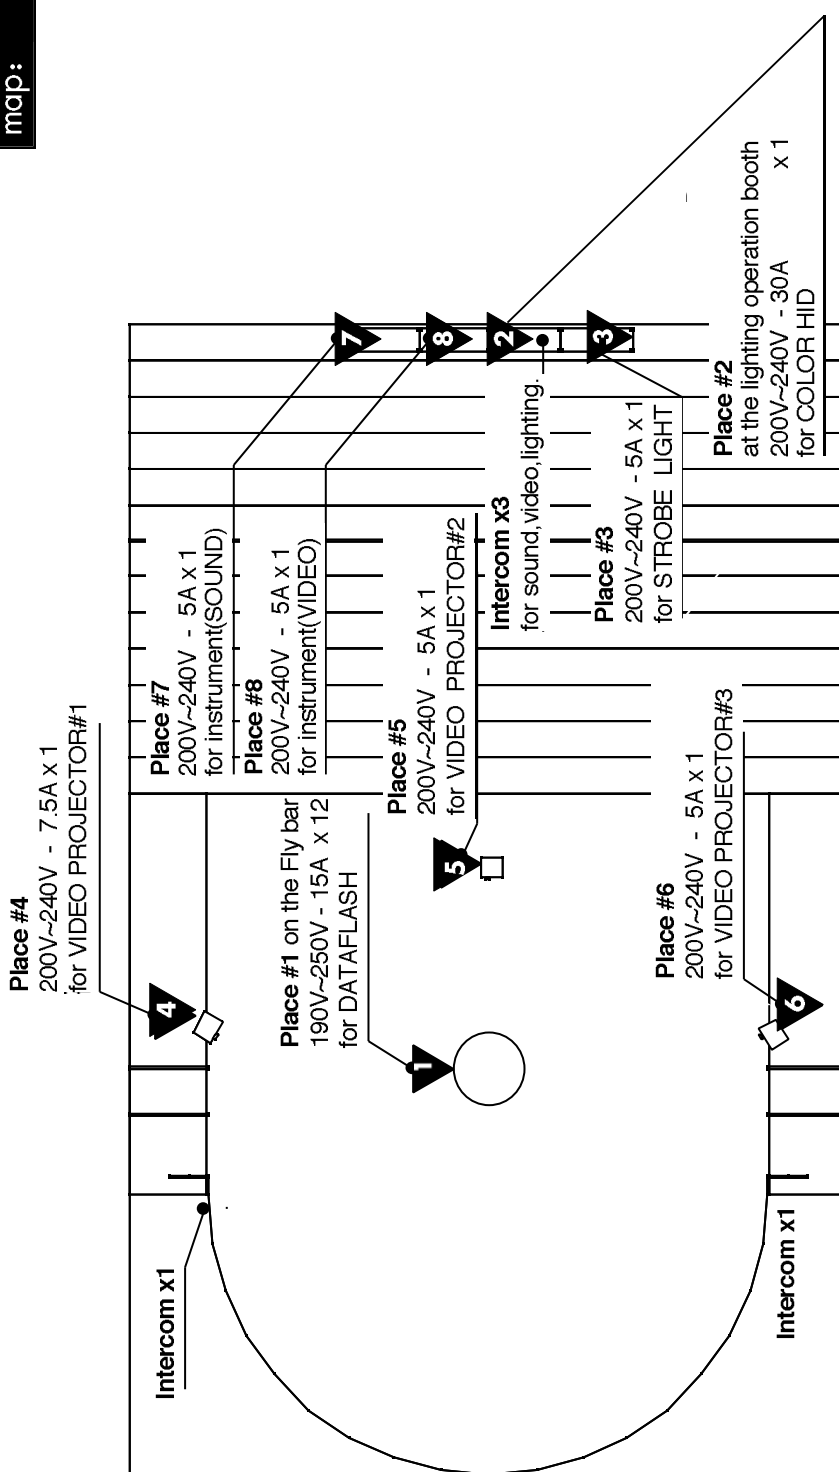 map:
Place #4
200V~240V - 7.5A x 1
for VIDEO PROJECTOR#1
Place #7
200V~240V - 5A x 1
for instrument(SOUND)
Place #8
200V~240V - 5A x 1
for instrument(VIDEO)
Place #1 on the Fly bar
190V~250V - 15A x 12
for DATAFLASH
Place #5
200V~240V - 5A x 1
for VIDEO PROJECTOR#2
Intercom x3
for sound,video,lighting.
Place #3
200V~240V - 5A x 1
for STROBE LIGHT
Place #2
at the lighting operation booth
200V~240V - 30A x 1
for COLOR HID
Place #6
200V~240V - 5A x 1
for VIDEO PROJECTOR#3
Intercom x1
Intercom x1
7
8
2
3
5
4
1
6